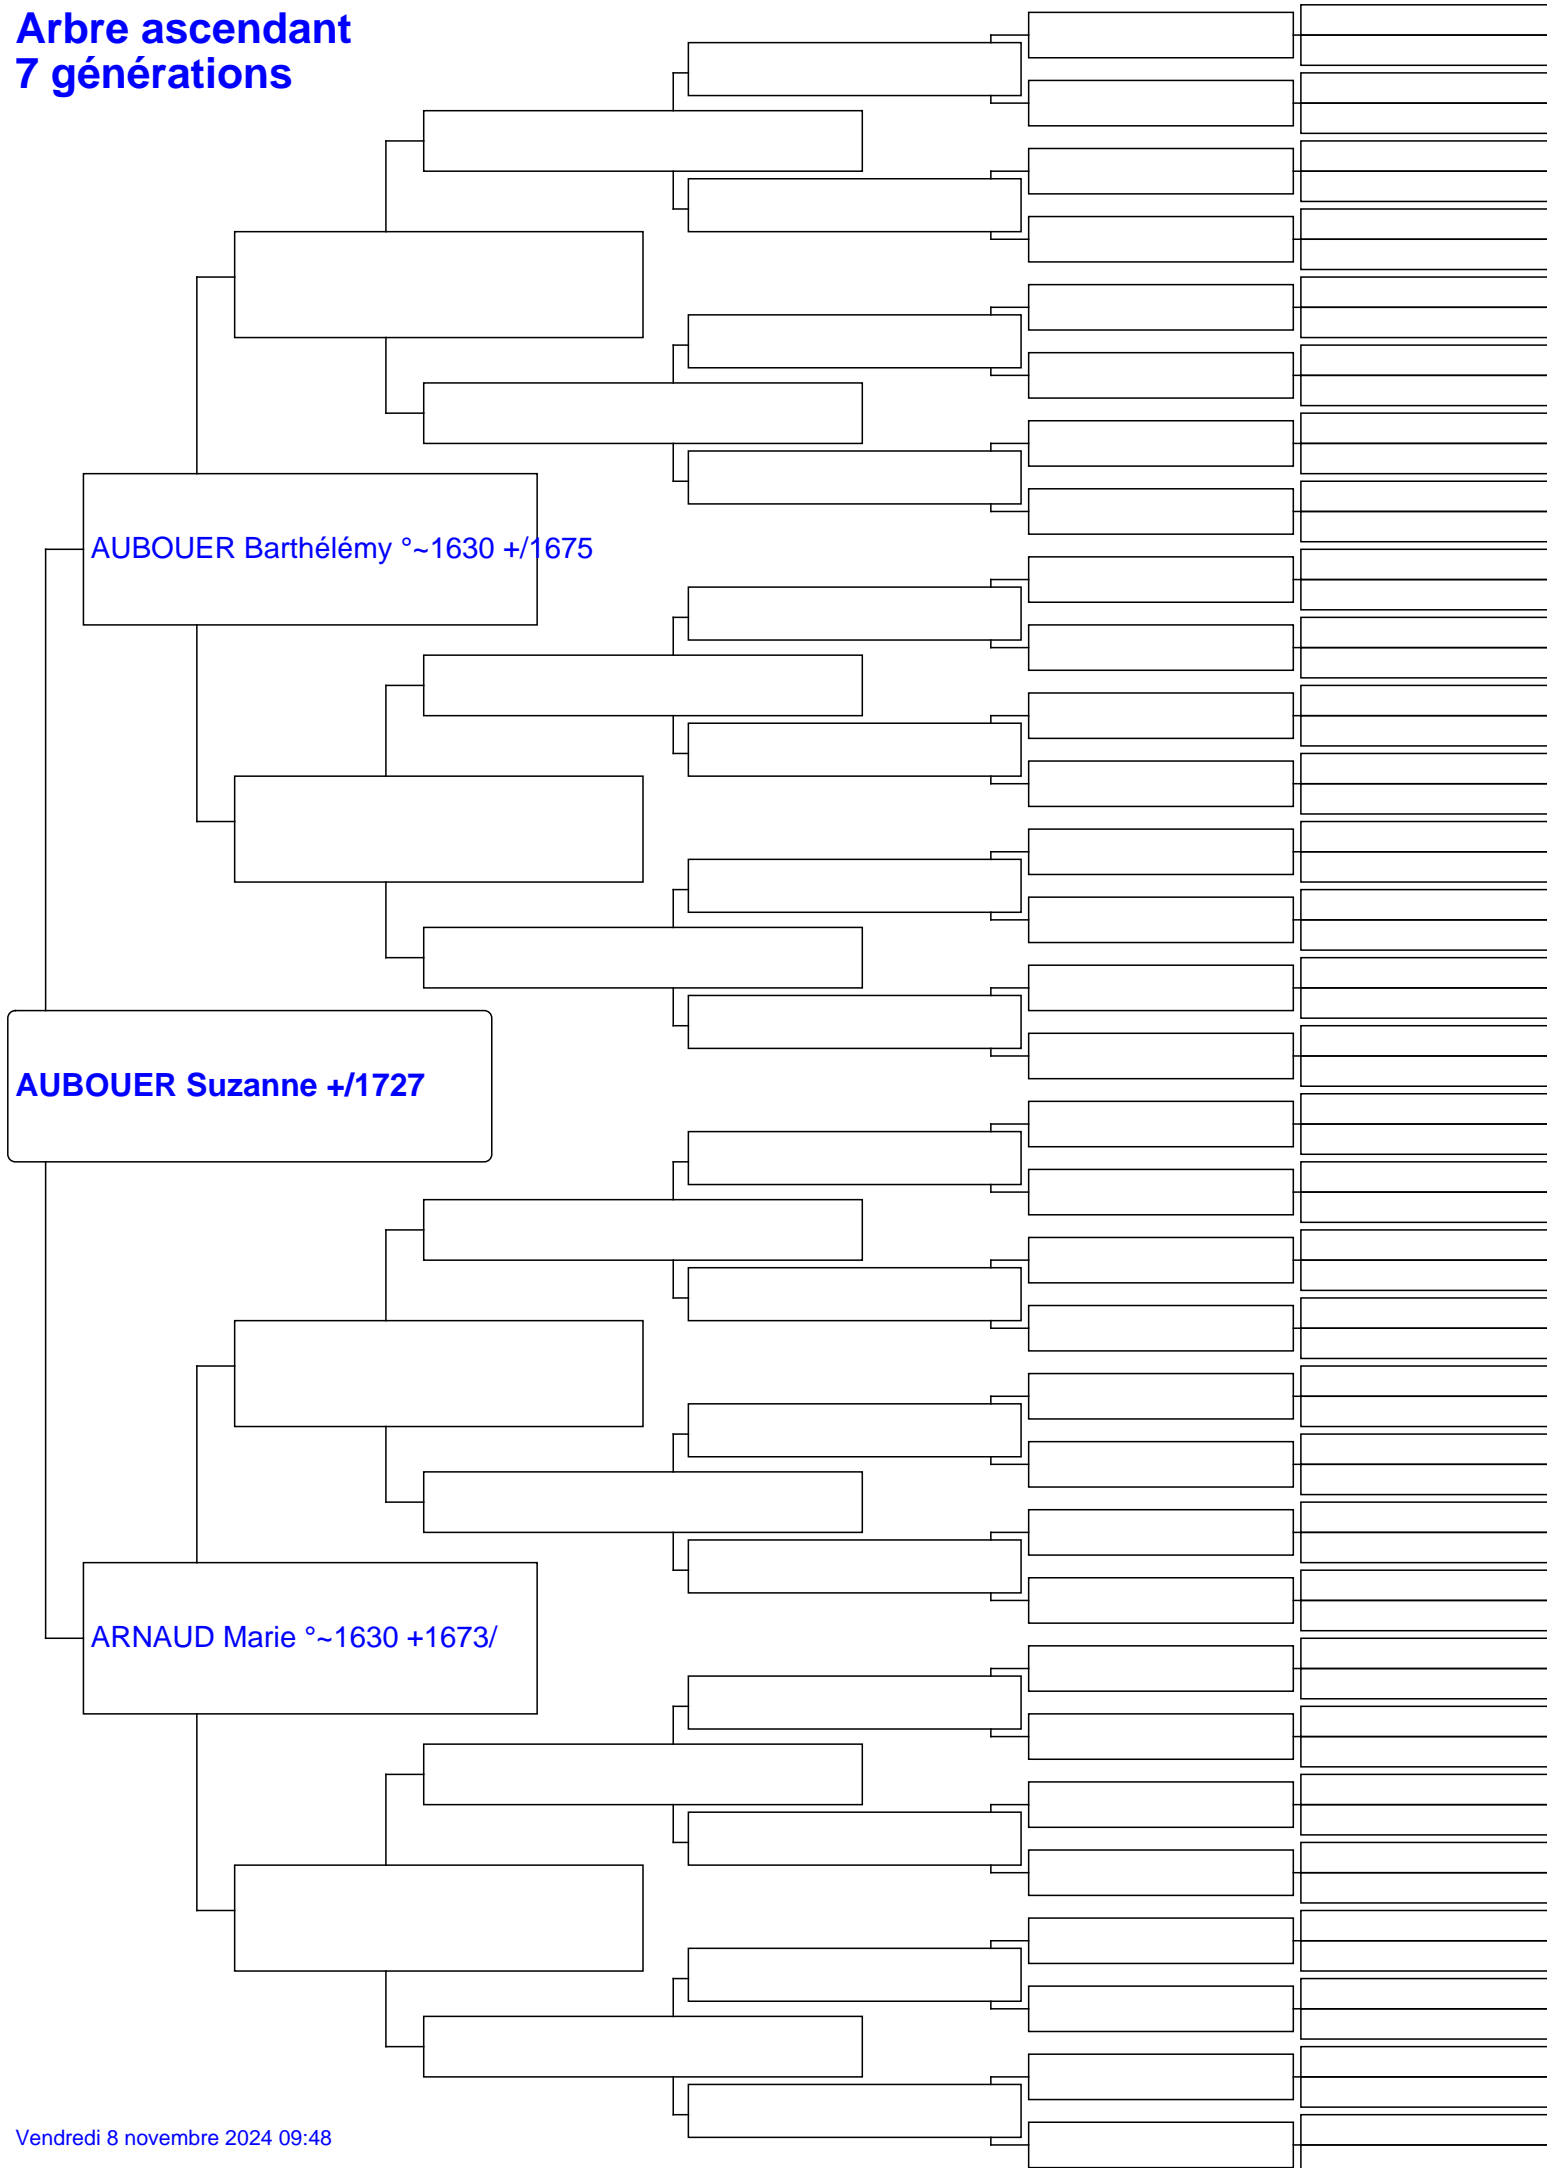 Arbre ascendant
7 générations
AUBOUER Barthélémy °~1630 +/1675
AUBOUER Suzanne +/1727
ARNAUD Marie °~1630 +1673/
Vendredi 8 novembre 2024 09:48